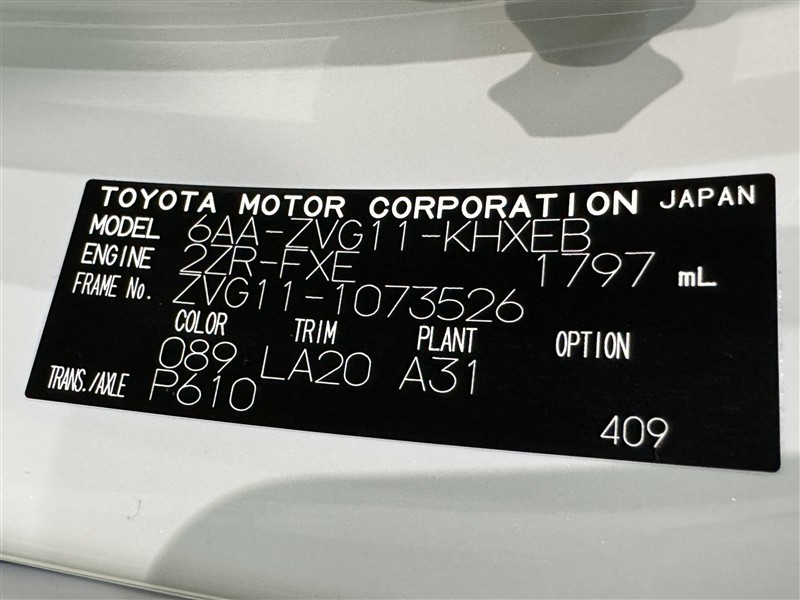 TOYOTA MOTOR CORPORATION JAPAN
MODEL 6AA-ZVG11-KHXEB
ENGINE 2ZR-FXE 1797 mL
FRAME No. ZVG11-1073526
COLOR TRIM PLANT OPTION
089 LA20 A31
TRANS./AXLE P610
409